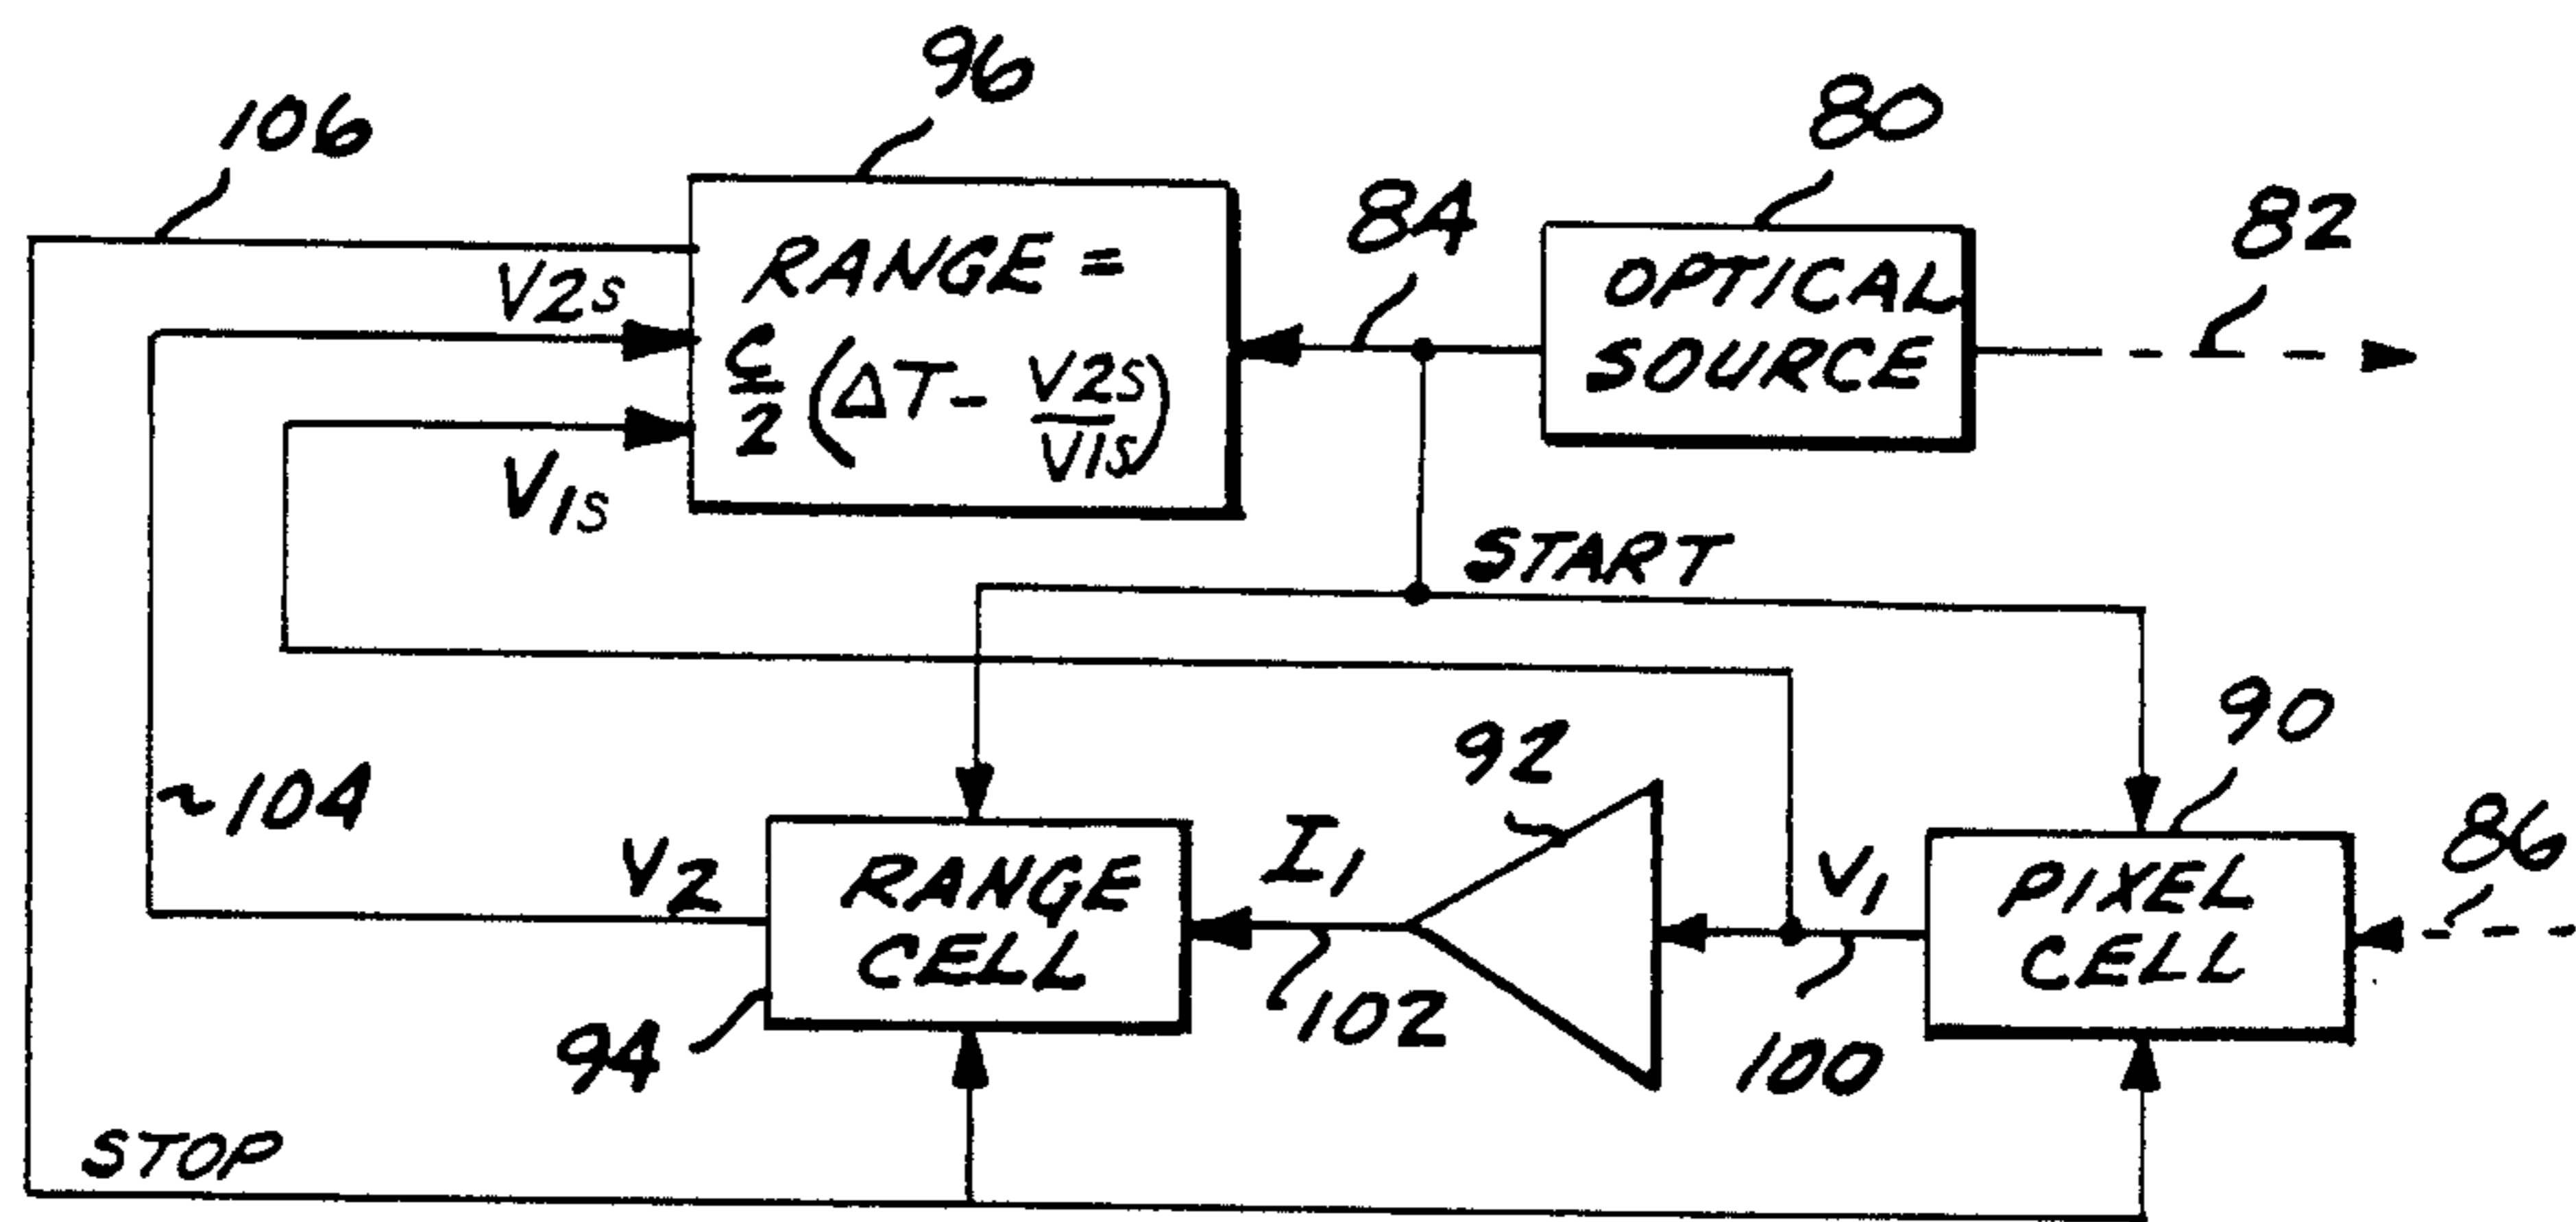 96
106
80
84
82
RANGE =
C/2 (ΔT - V2S/V1S)
OPTICAL
SOURCE
V2S
V1S
START
90
92
86
~104
V2
RANGE
CELL
I1
V1
PIXEL
CELL
94
102
100
STOP